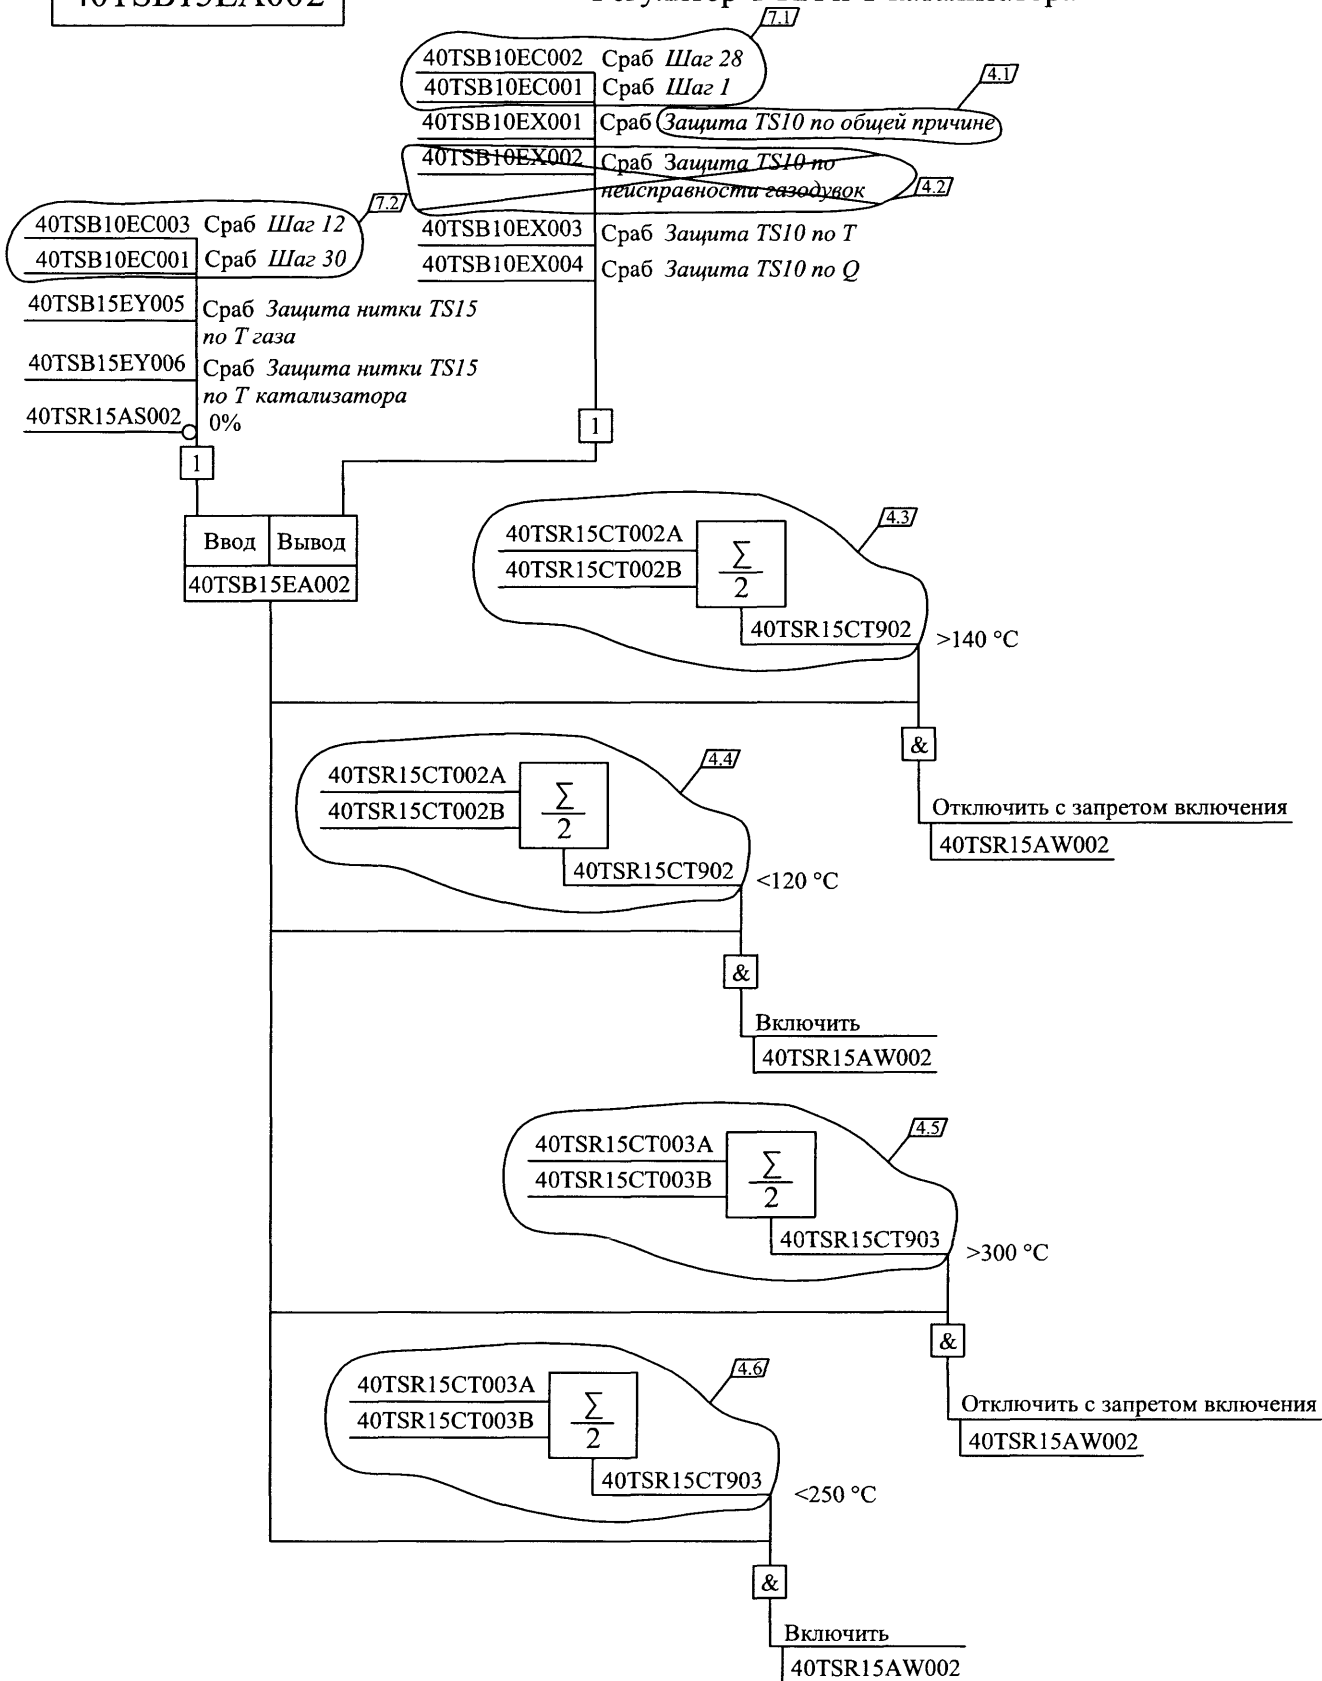 40TSB15EA002
7.1
40TSB10EC002 Сраб Шаг 28
40TSB10EC001 Сраб Шаг 1
4.1
40TSB10EX001 Сраб Защита TS10 по общей причине
40TSB10EX002 Сраб Защита TS10 по
неисправности газодувок
4.2
7.2
40TSB10EC003 Сраб Шаг 12
40TSB10EC001 Сраб Шаг 30
40TSB10EX003 Сраб Защита TS10 по T
40TSB10EX004 Сраб Защита TS10 по Q
40TSB15EY005 Сраб Защита нитки TS15
по T газа
40TSB15EY006 Сраб Защита нитки TS15
по T катализатора
40TSR15AS002 0%
1
1
Ввод Вывод
40TSB15EA002
4.3
40TSR15CT002A
40TSR15CT002B
Σ
2
40TSR15CT902 >140 °C
&
Отключить с запретом включения
40TSR15AW002
4.4
40TSR15CT002A
40TSR15CT002B
Σ
2
40TSR15CT902 <120 °C
&
Включить
40TSR15AW002
4.5
40TSR15CT003A
40TSR15CT003B
Σ
2
40TSR15CT903 >300 °C
&
Отключить с запретом включения
40TSR15AW002
4.6
40TSR15CT003A
40TSR15CT003B
Σ
2
40TSR15CT903 <250 °C
&
Включить
40TSR15AW002